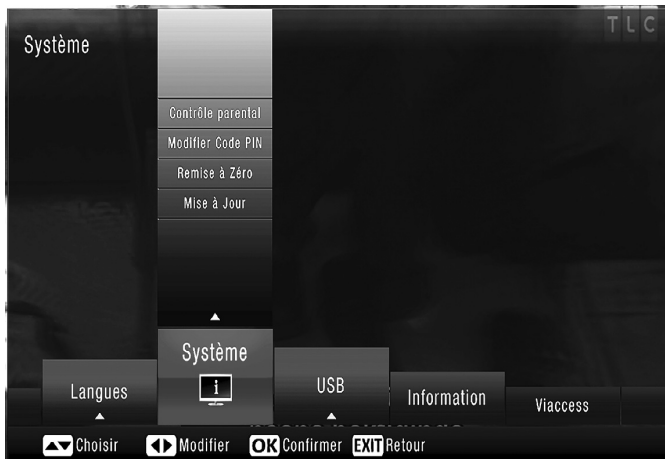 TLC
Système
Contrôle parental
Modifier Code PIN
Remise à Zéro
Mise à Jour
Système
Langues
USB
Information
Viaccess
Choisir Modifier OK Confirmer EXIT Retour